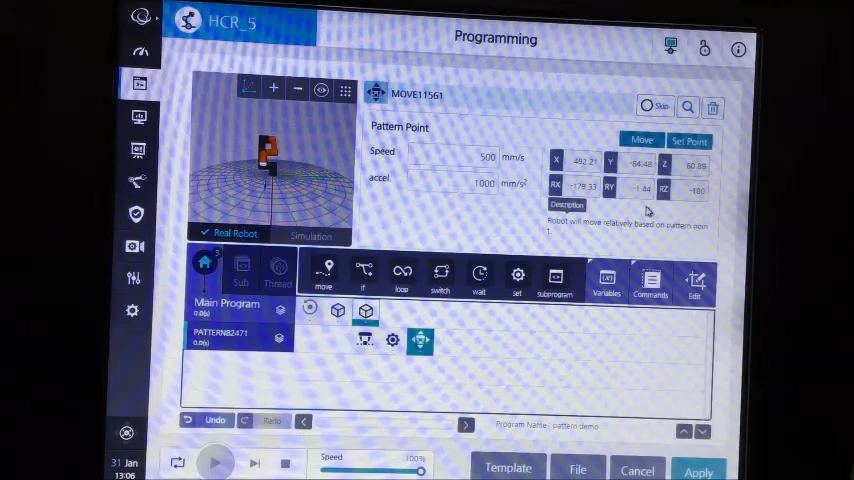 HCR_5
Programming
MOVE11561
Skip
Pattern Point
Move
Set Point
Speed
500 mm/s
X 492.21 Y -84.48 Z 60.89
accel.
1000 mm/s²
RX -179.33 RY -1.44 RZ -180
Description
Robot will move relatively based on pattern poin
t.
Real Robot
Simulation
3
Sub
Thread
move
if
loop
switch
wait
set
subprogram
Variables
Commands
Edit
Main Program
0.0(s)
PATTERN82471
0.0(s)
Undo
Redo
Program Name : pattern demo
31 Jan
13:06
Speed
100%
Template
File
Cancel
Apply